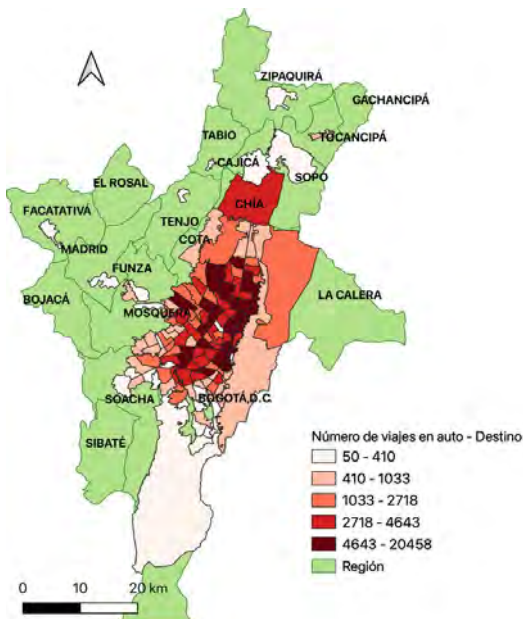 ZIPAQUIRÁ
GACHANCIPÁ
TABIO
TOCANCIPÁ
CAJICÁ
SOPÓ
EL ROSAL
CHÍA
FACATATIVÁ
TENJO
COTA
MADRID
FUNZA
BOJACÁ
LA CALERA
MOSQUERA
SOACHA
BOGOTÁ, D.C.
SIBATÉ
Número de viajes en auto - Destino
50 - 410
410 - 1033
1033 - 2718
2718 - 4643
4643 - 20458
Región
0 10 20 km